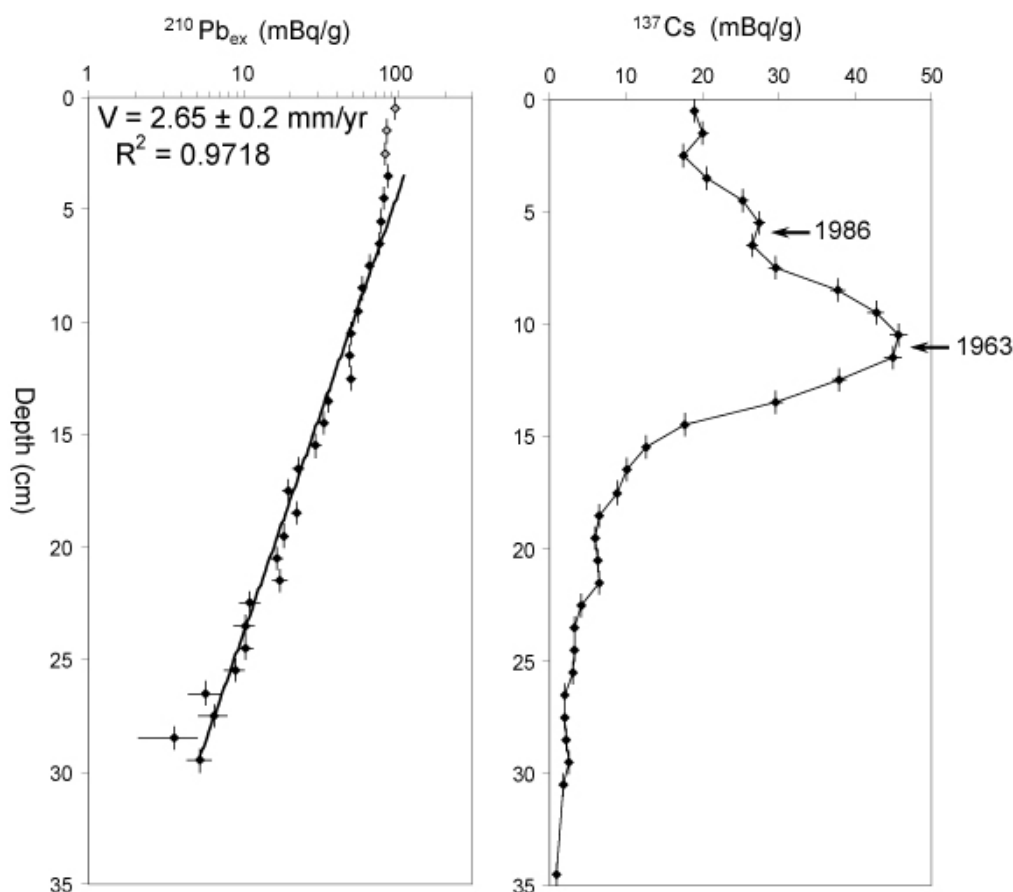 ²¹⁰Pbₑₓ (mBq/g)
1 10 100
V = 2.65 ± 0.2 mm/yr
R² = 0.9718
0
5
10
15
20
25
30
35
Depth (cm)
¹³⁷Cs (mBq/g)
0 10 20 30 40 50
0
5
10
15
20
25
30
35
1986
1963